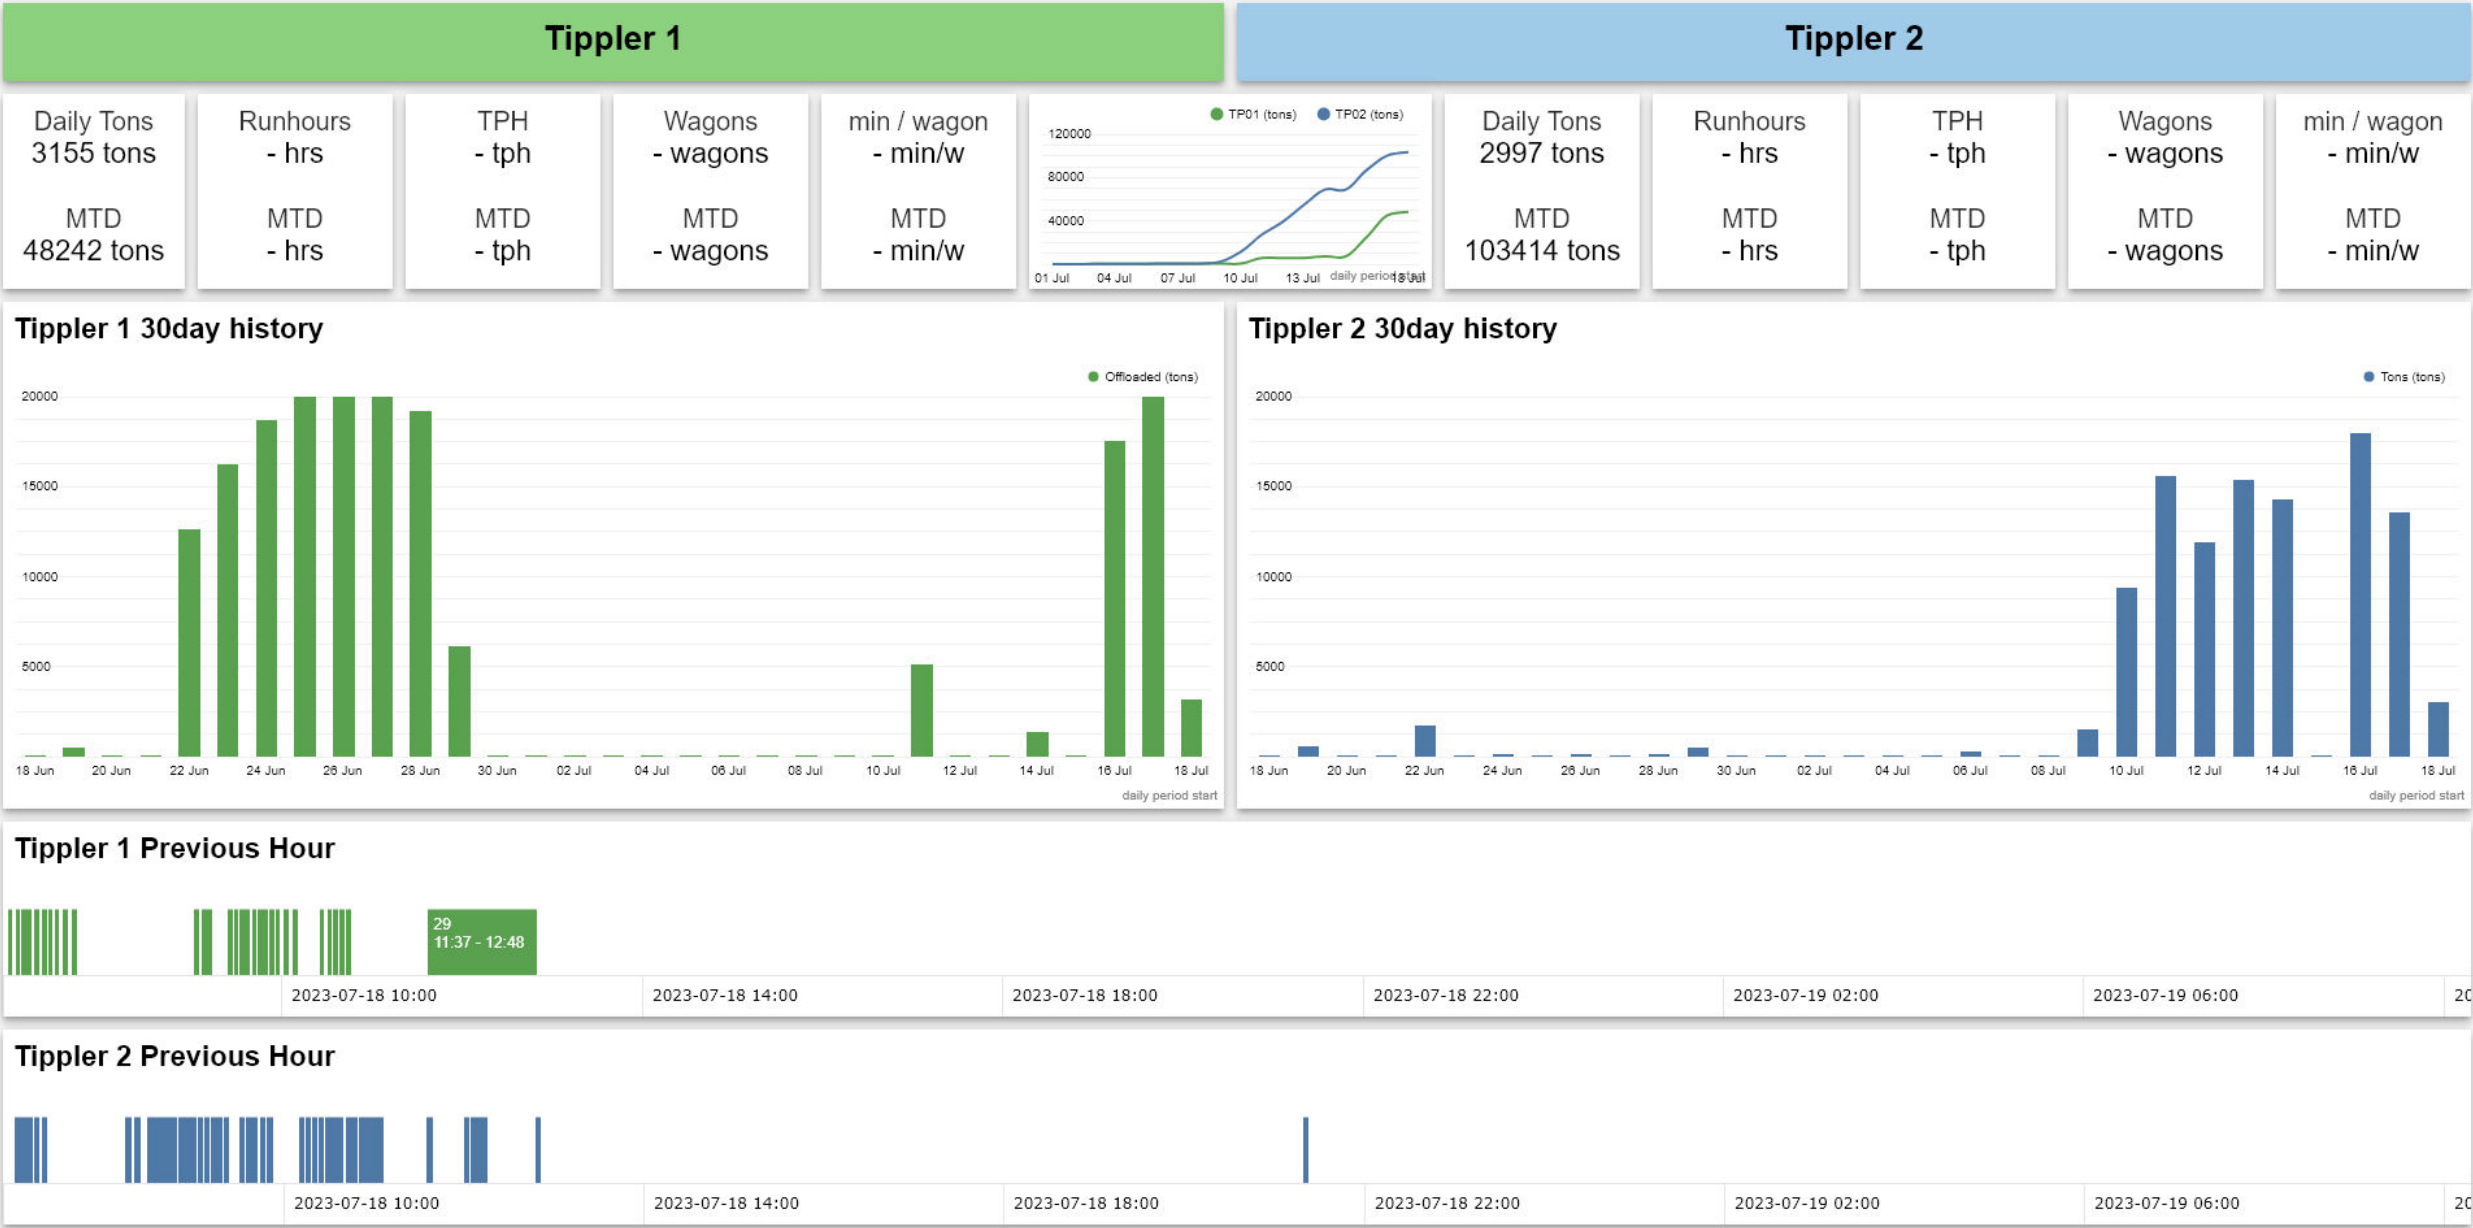 Tippler 1
Tippler 2
Daily Tons
3155 tons
MTD
48242 tons
Runhours
- hrs
MTD
- hrs
TPH
- tph
MTD
- tph
Wagons
- wagons
MTD
- wagons
min / wagon
- min/w
MTD
- min/w
TP01 (tons) TP02 (tons)
120000
80000
40000
01 Jul 04 Jul 07 Jul 10 Jul 13 Jul daily period start 18 Jul
Daily Tons
2997 tons
MTD
103414 tons
Runhours
- hrs
MTD
- hrs
TPH
- tph
MTD
- tph
Wagons
- wagons
MTD
- wagons
min / wagon
- min/w
MTD
- min/w
Tippler 1 30day history
Offloaded (tons)
20000
15000
10000
5000
18 Jun 20 Jun 22 Jun 24 Jun 26 Jun 28 Jun 30 Jun 02 Jul 04 Jul 06 Jul 08 Jul 10 Jul 12 Jul 14 Jul 16 Jul 18 Jul
daily period start
Tippler 2 30day history
Tons (tons)
20000
15000
10000
5000
18 Jun 20 Jun 22 Jun 24 Jun 26 Jun 28 Jun 30 Jun 02 Jul 04 Jul 06 Jul 08 Jul 10 Jul 12 Jul 14 Jul 16 Jul 18 Jul
daily period start
Tippler 1 Previous Hour
29
11:37 - 12:48
2023-07-18 10:00 2023-07-18 14:00 2023-07-18 18:00 2023-07-18 22:00 2023-07-19 02:00 2023-07-19 06:00
Tippler 2 Previous Hour
2023-07-18 10:00 2023-07-18 14:00 2023-07-18 18:00 2023-07-18 22:00 2023-07-19 02:00 2023-07-19 06:00